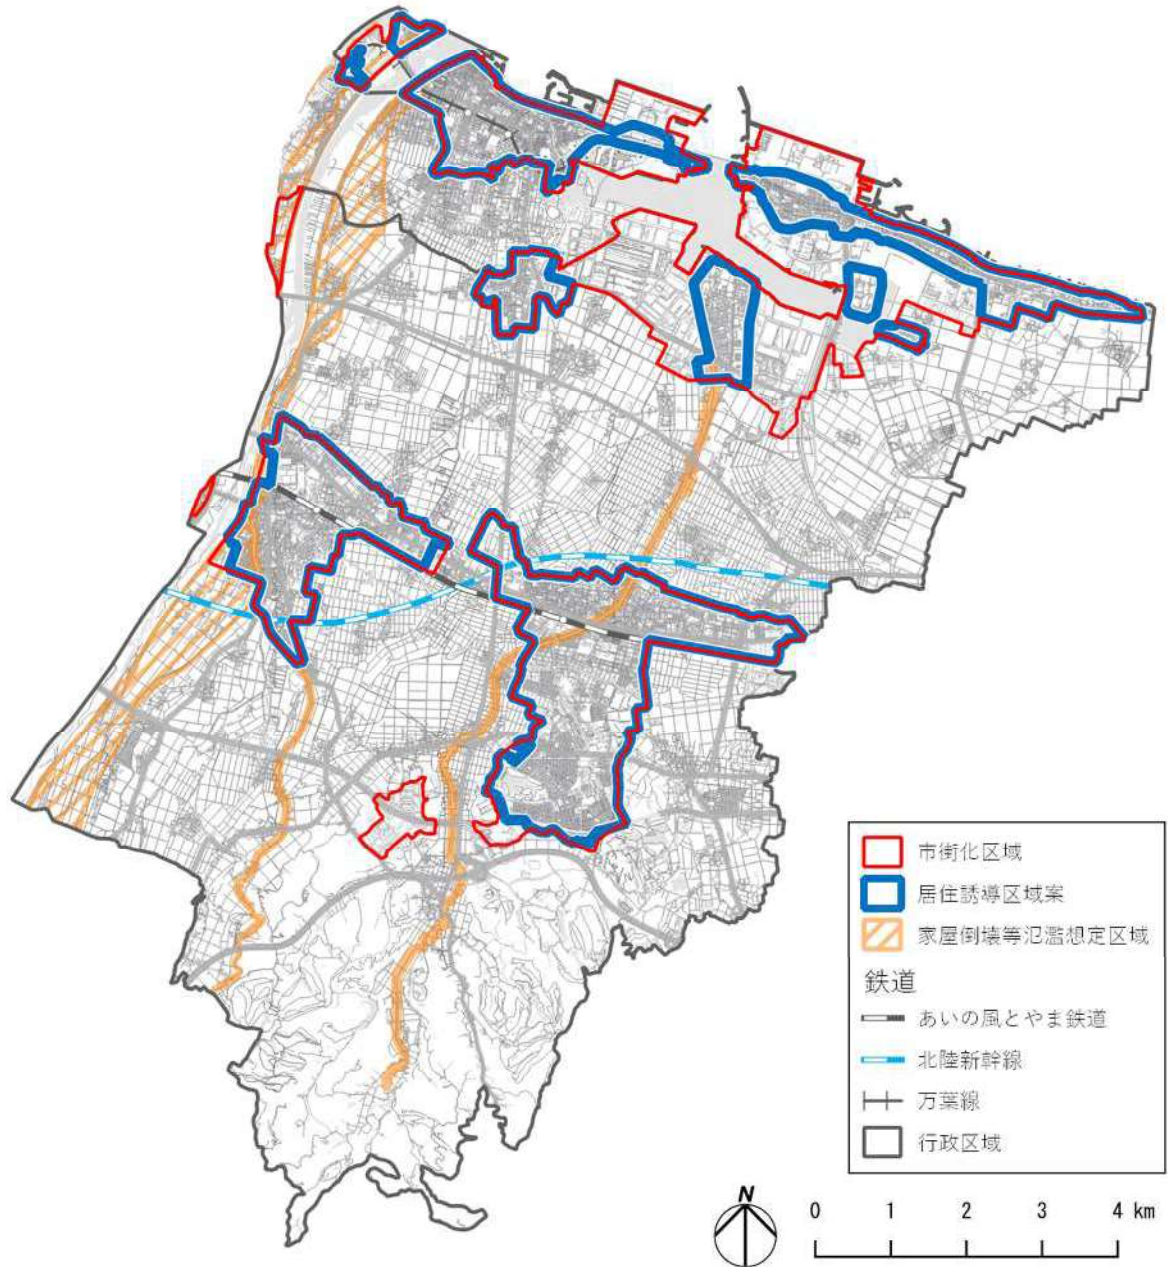 市街化区域
居住誘導区域案
家屋倒壊等氾濫想定区域
鉄道
あいの風とやま鉄道
北陸新幹線
万葉線
行政区域
N
0 1 2 3 4 km